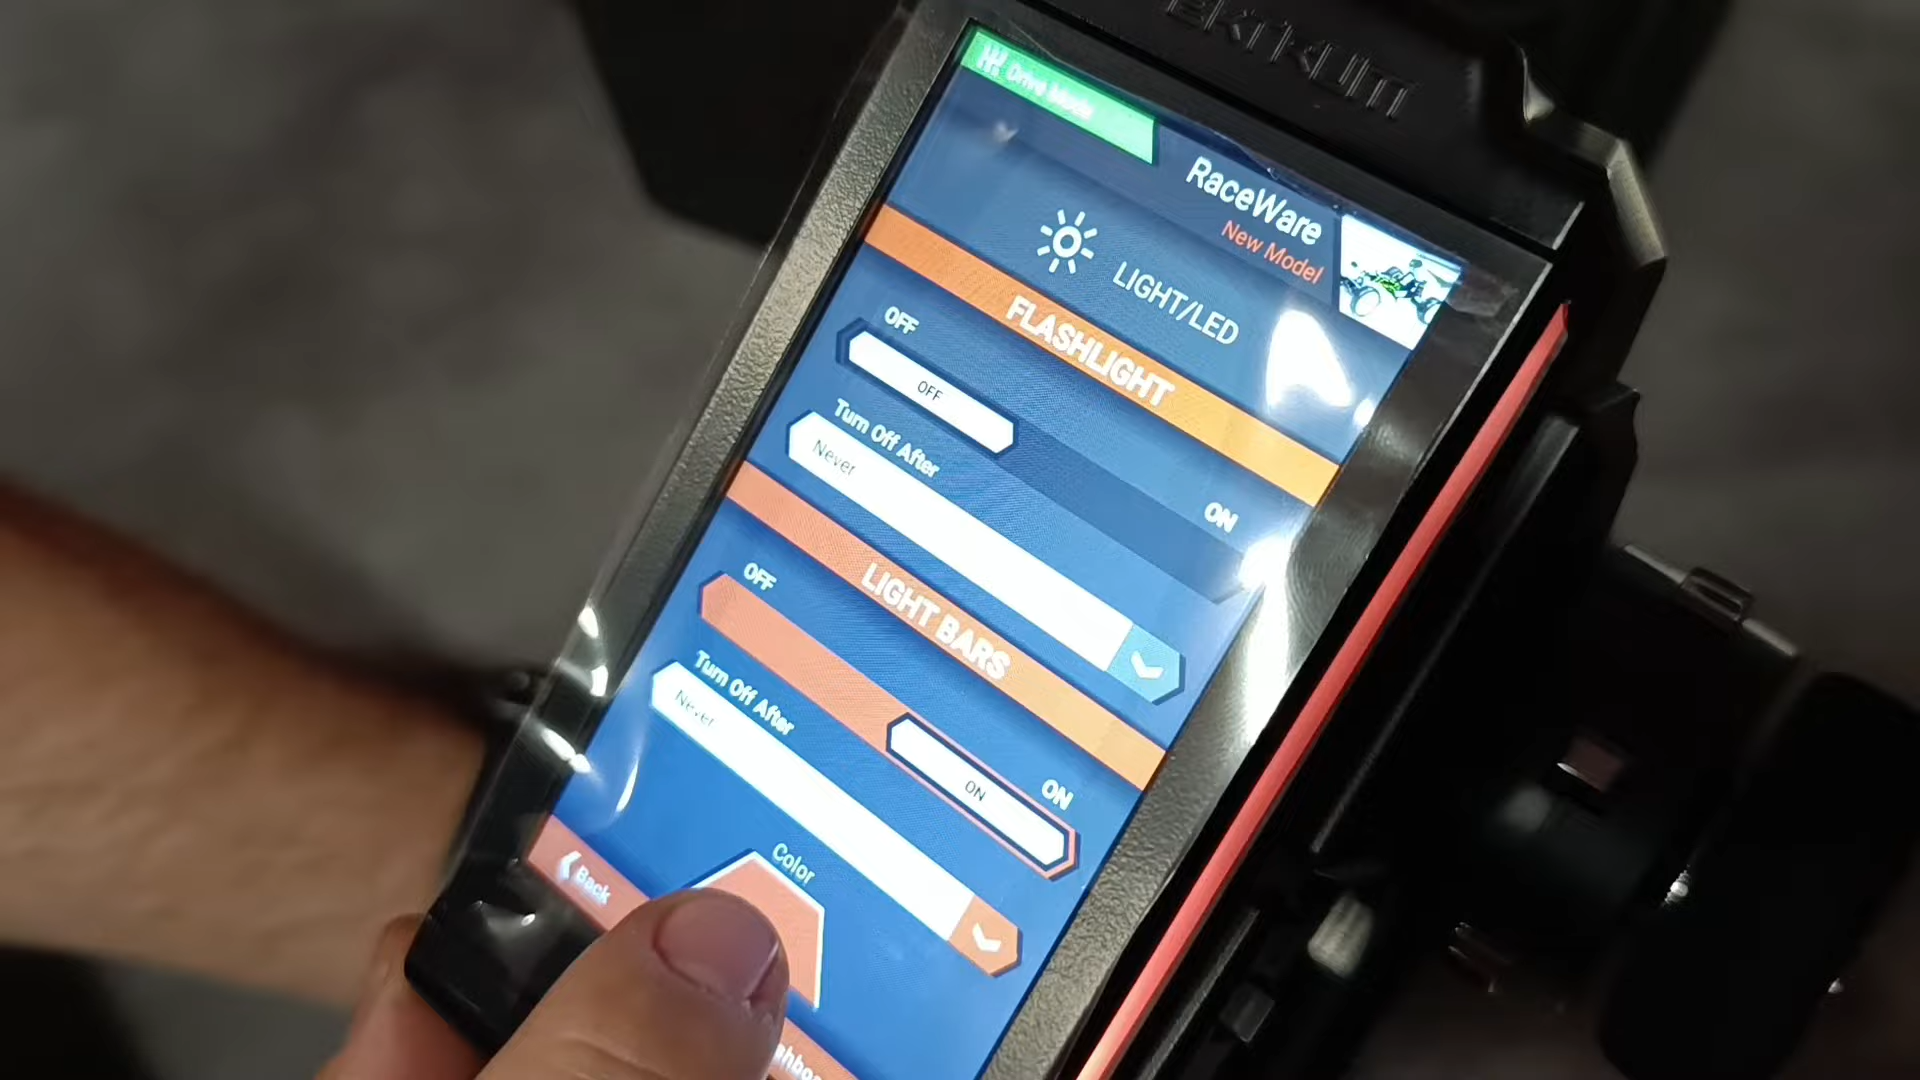 Drive Mode
RaceWare
New Model
LIGHT/LED
FLASHLIGHT
OFF
OFF
ON
Turn Off After
Never
LIGHT BARS
OFF
ON
ON
Turn Off After
Never
Color
Back